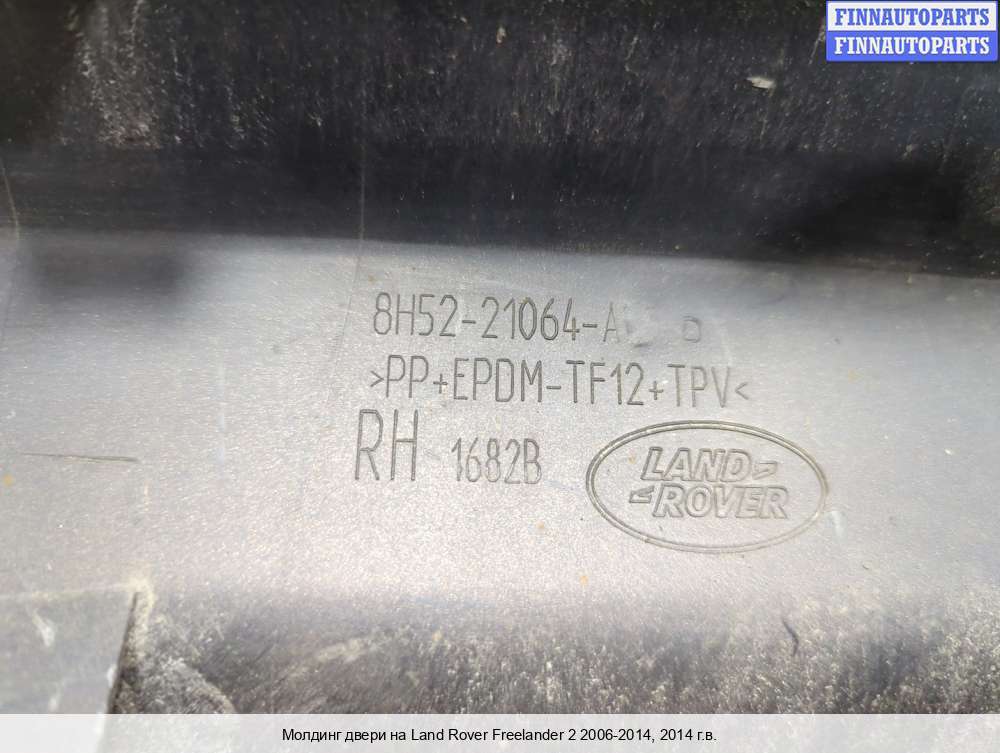 FINNAUTOPARTS
FINNAUTOPARTS
8H52-21064-A
>PP+EPDM-TF12+TPV<
RH 1682B
LAND
ROVER
Молдинг двери на Land Rover Freelander 2 2006-2014, 2014 г.в.